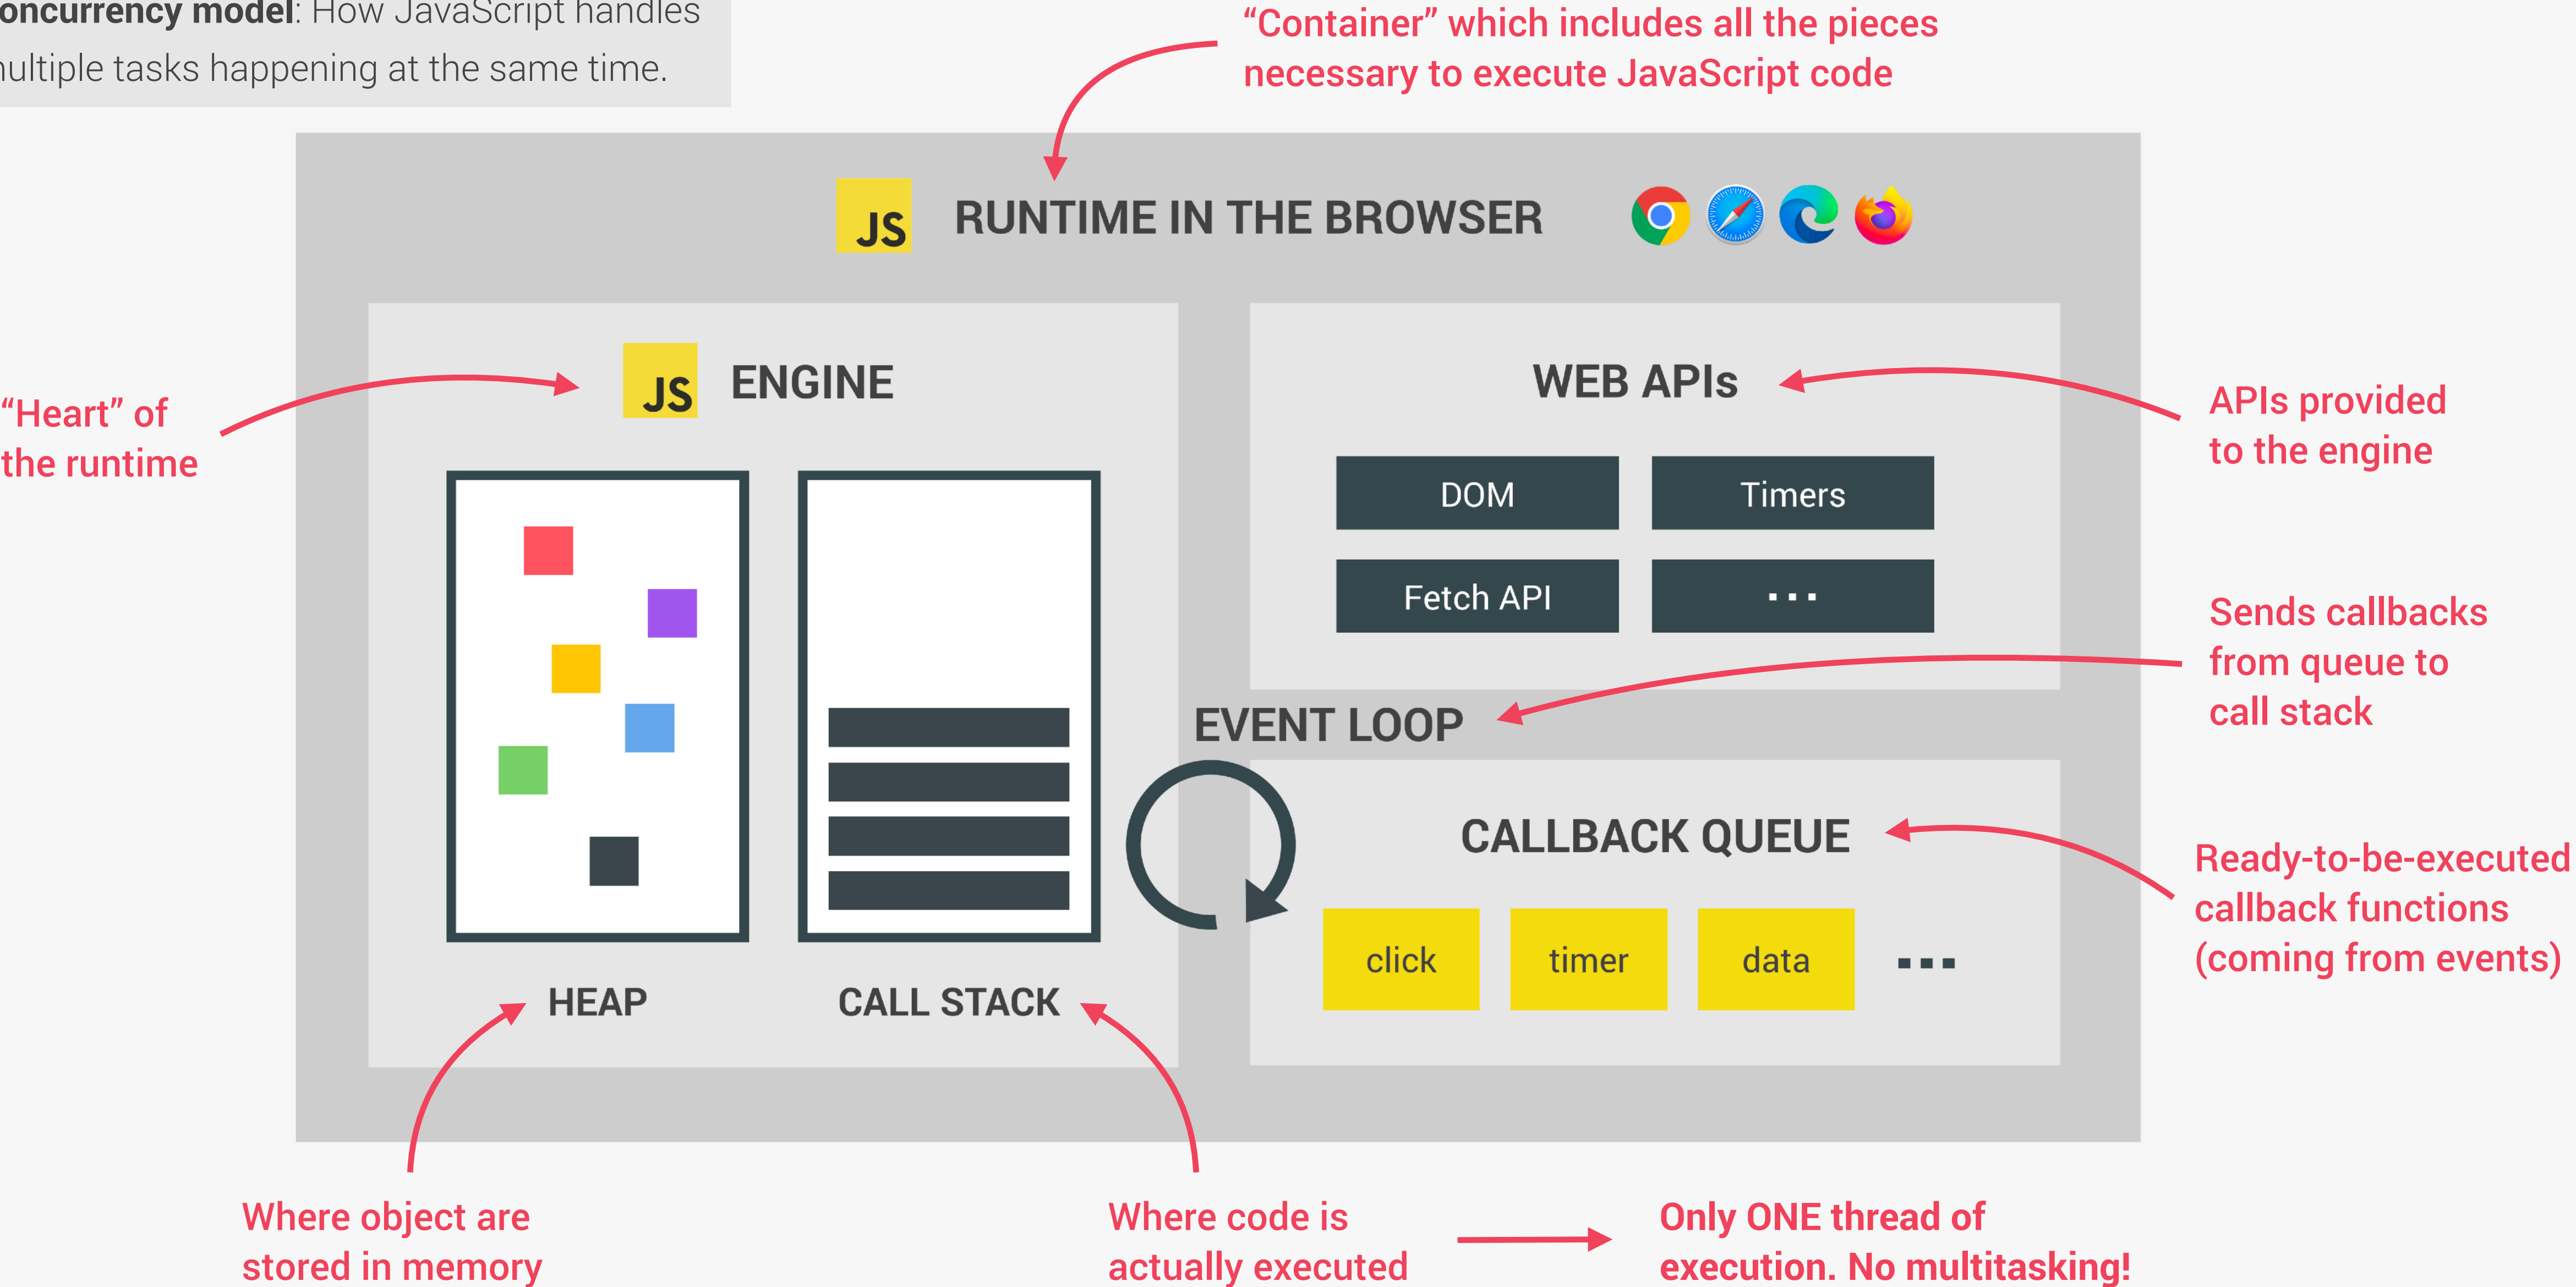 oncurrency model: How JavaScript handles
ultiple tasks happening at the same time.
“Container” which includes all the pieces
necessary to execute JavaScript code
JS RUNTIME IN THE BROWSER
“Heart” of
the runtime
JS ENGINE
HEAP
CALL STACK
WEB APIs
DOM
Timers
Fetch API
...
APIs provided
to the engine
EVENT LOOP
Sends callbacks
from queue to
call stack
CALLBACK QUEUE
click
timer
data
...
Ready-to-be-executed
callback functions
(coming from events)
Where object are
stored in memory
Where code is
actually executed
Only ONE thread of
execution. No multitasking!